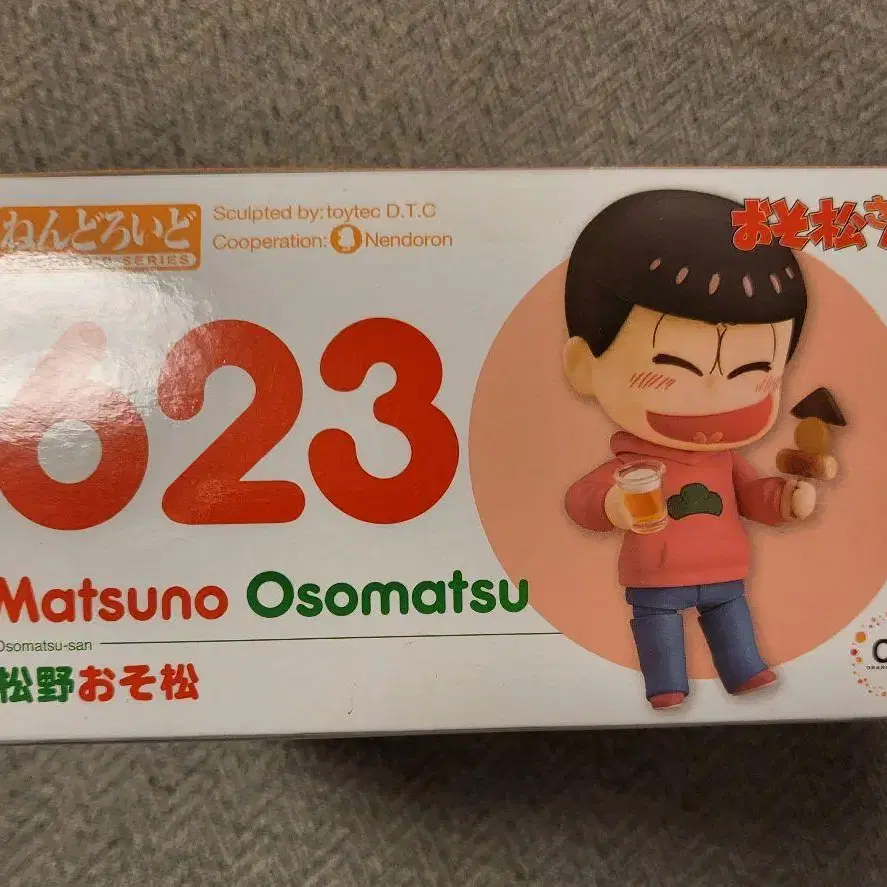 ねんどろいど
SERIES
Sculpted by: toytec D.T.C
Cooperation: Nendoron
おそ松さ
623
Matsuno Osomatsu
Osomatsu-san
松野おそ松